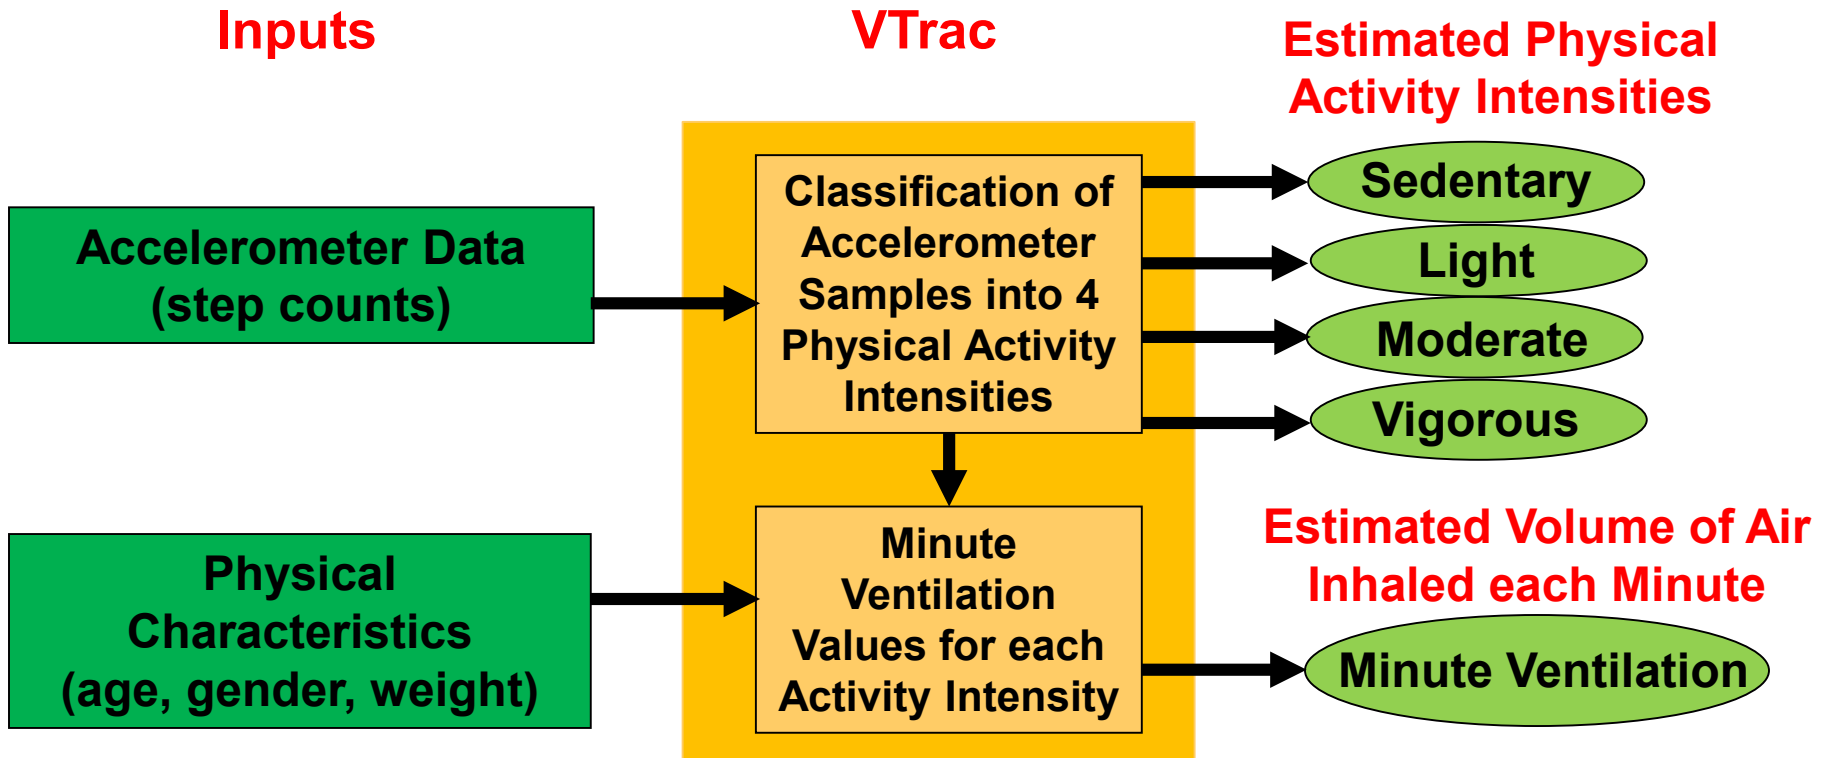 Inputs
VTrac
Estimated Physical
Activity Intensities
Accelerometer Data
(step counts)
Classification of
Accelerometer
Samples into 4
Physical Activity
Intensities
Sedentary
Light
Moderate
Vigorous
Physical
Characteristics
(age, gender, weight)
Minute
Ventilation
Values for each
Activity Intensity
Estimated Volume of Air
Inhaled each Minute
Minute Ventilation